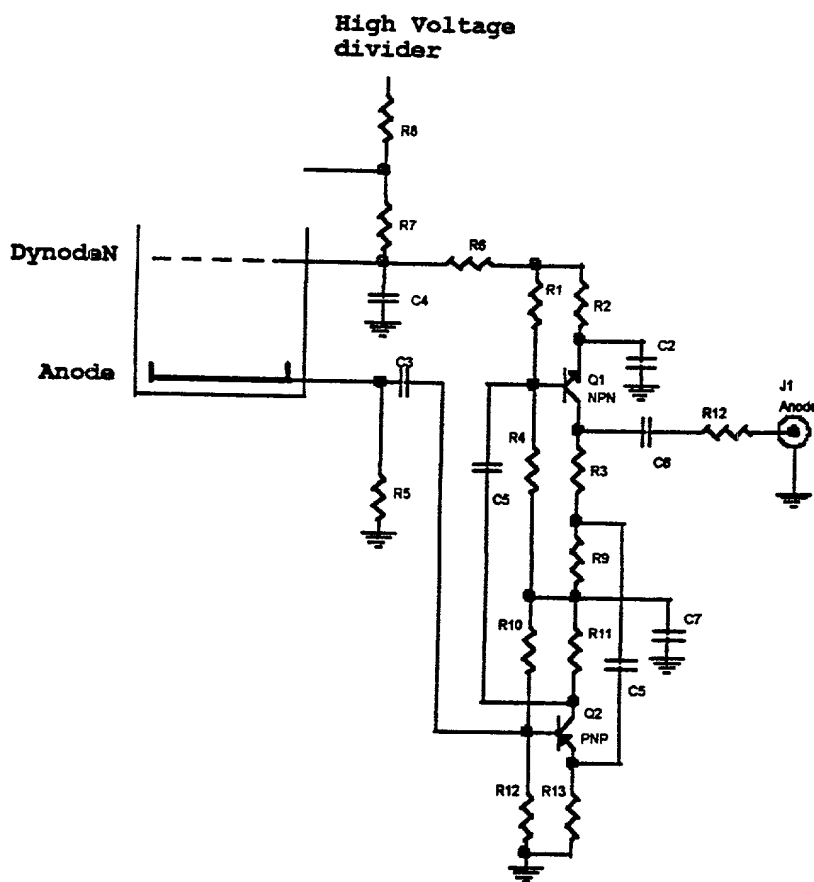 High Voltage
divider
R8
R7
DynodeN
R6
R1
R2
C4
C2
Anode
C3
Q1
NPN
J1
Anode
R12
R4
C6
R3
C5
R5
R9
R10
R11
C7
C5
Q2
PNP
R12
R13